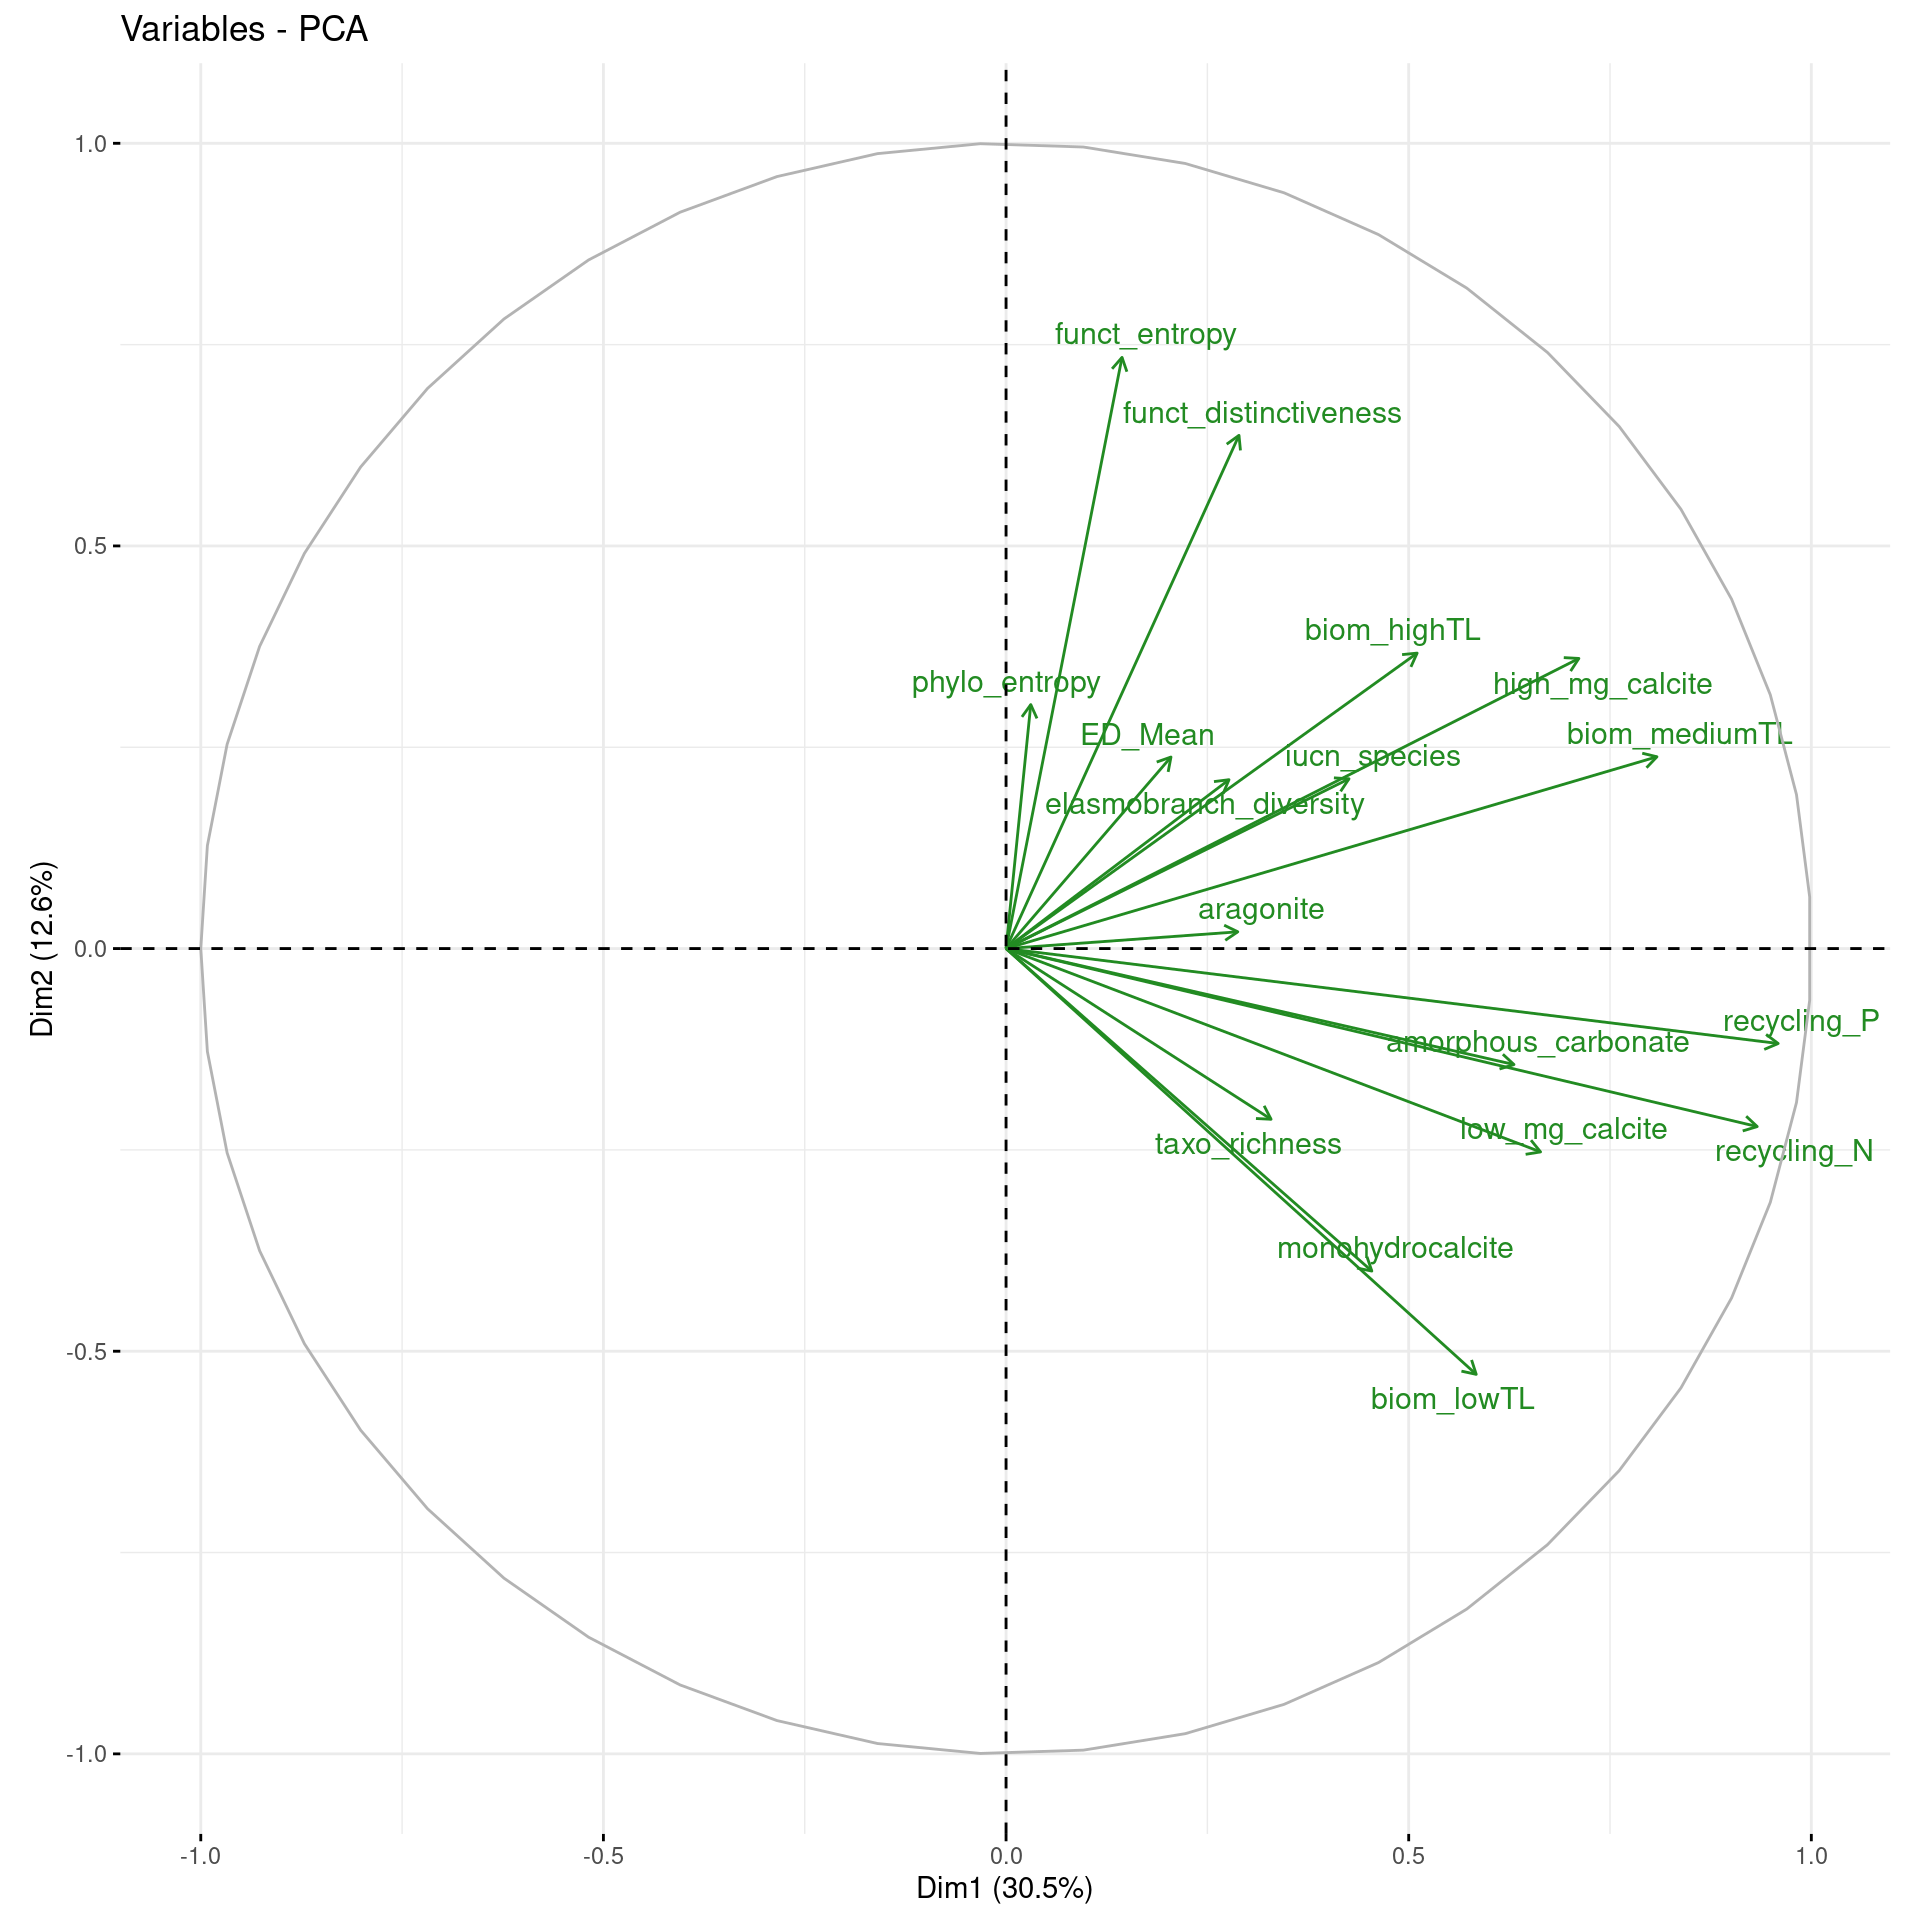 Variables - PCA
1.0
funct_entropy
funct_distinctiveness
0.5
biom_highTL
phylo_entropy
high_mg_calcite
ED_Mean
biom_mediumTL
iucn_species
elasmobranch_diversity
aragonite
0.0
Dim2 (12.6%)
recycling_P
amorphous_carbonate
low_mg_calcite
taxo_richness
recycling_N
monohydrocalcite
-0.5
biom_lowTL
-1.0
-1.0
-0.5
0.0
0.5
1.0
Dim1 (30.5%)